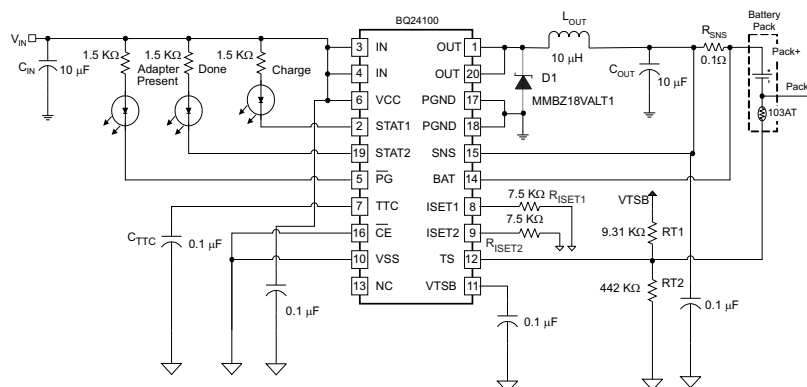 BQ24100
V_IN
C_IN
10 μF
1.5 KΩ
Adapter
Present
1.5 KΩ
Done
1.5 KΩ
Charge
3 IN
4 IN
6 VCC
2 STAT1
19 STAT2
5 P̅G̅
7 TTC
16 C̅E̅
10 VSS
13 NC
OUT 1
OUT 20
PGND 17
PGND 18
SNS 15
BAT 14
ISET1 8
ISET2 9
TS 12
VTSB 11
C_TTC
0.1 μF
0.1 μF
0.1 μF
L_OUT
10 μH
D1
MMBZ18VALT1
C_OUT
10 μF
R_SNS
0.1Ω
Battery
Pack
Pack+
+
Pack
103AT
7.5 KΩ
R_ISET1
7.5 KΩ
R_ISET2
VTSB
9.31 KΩ
RT1
442 KΩ
RT2
0.1 μF